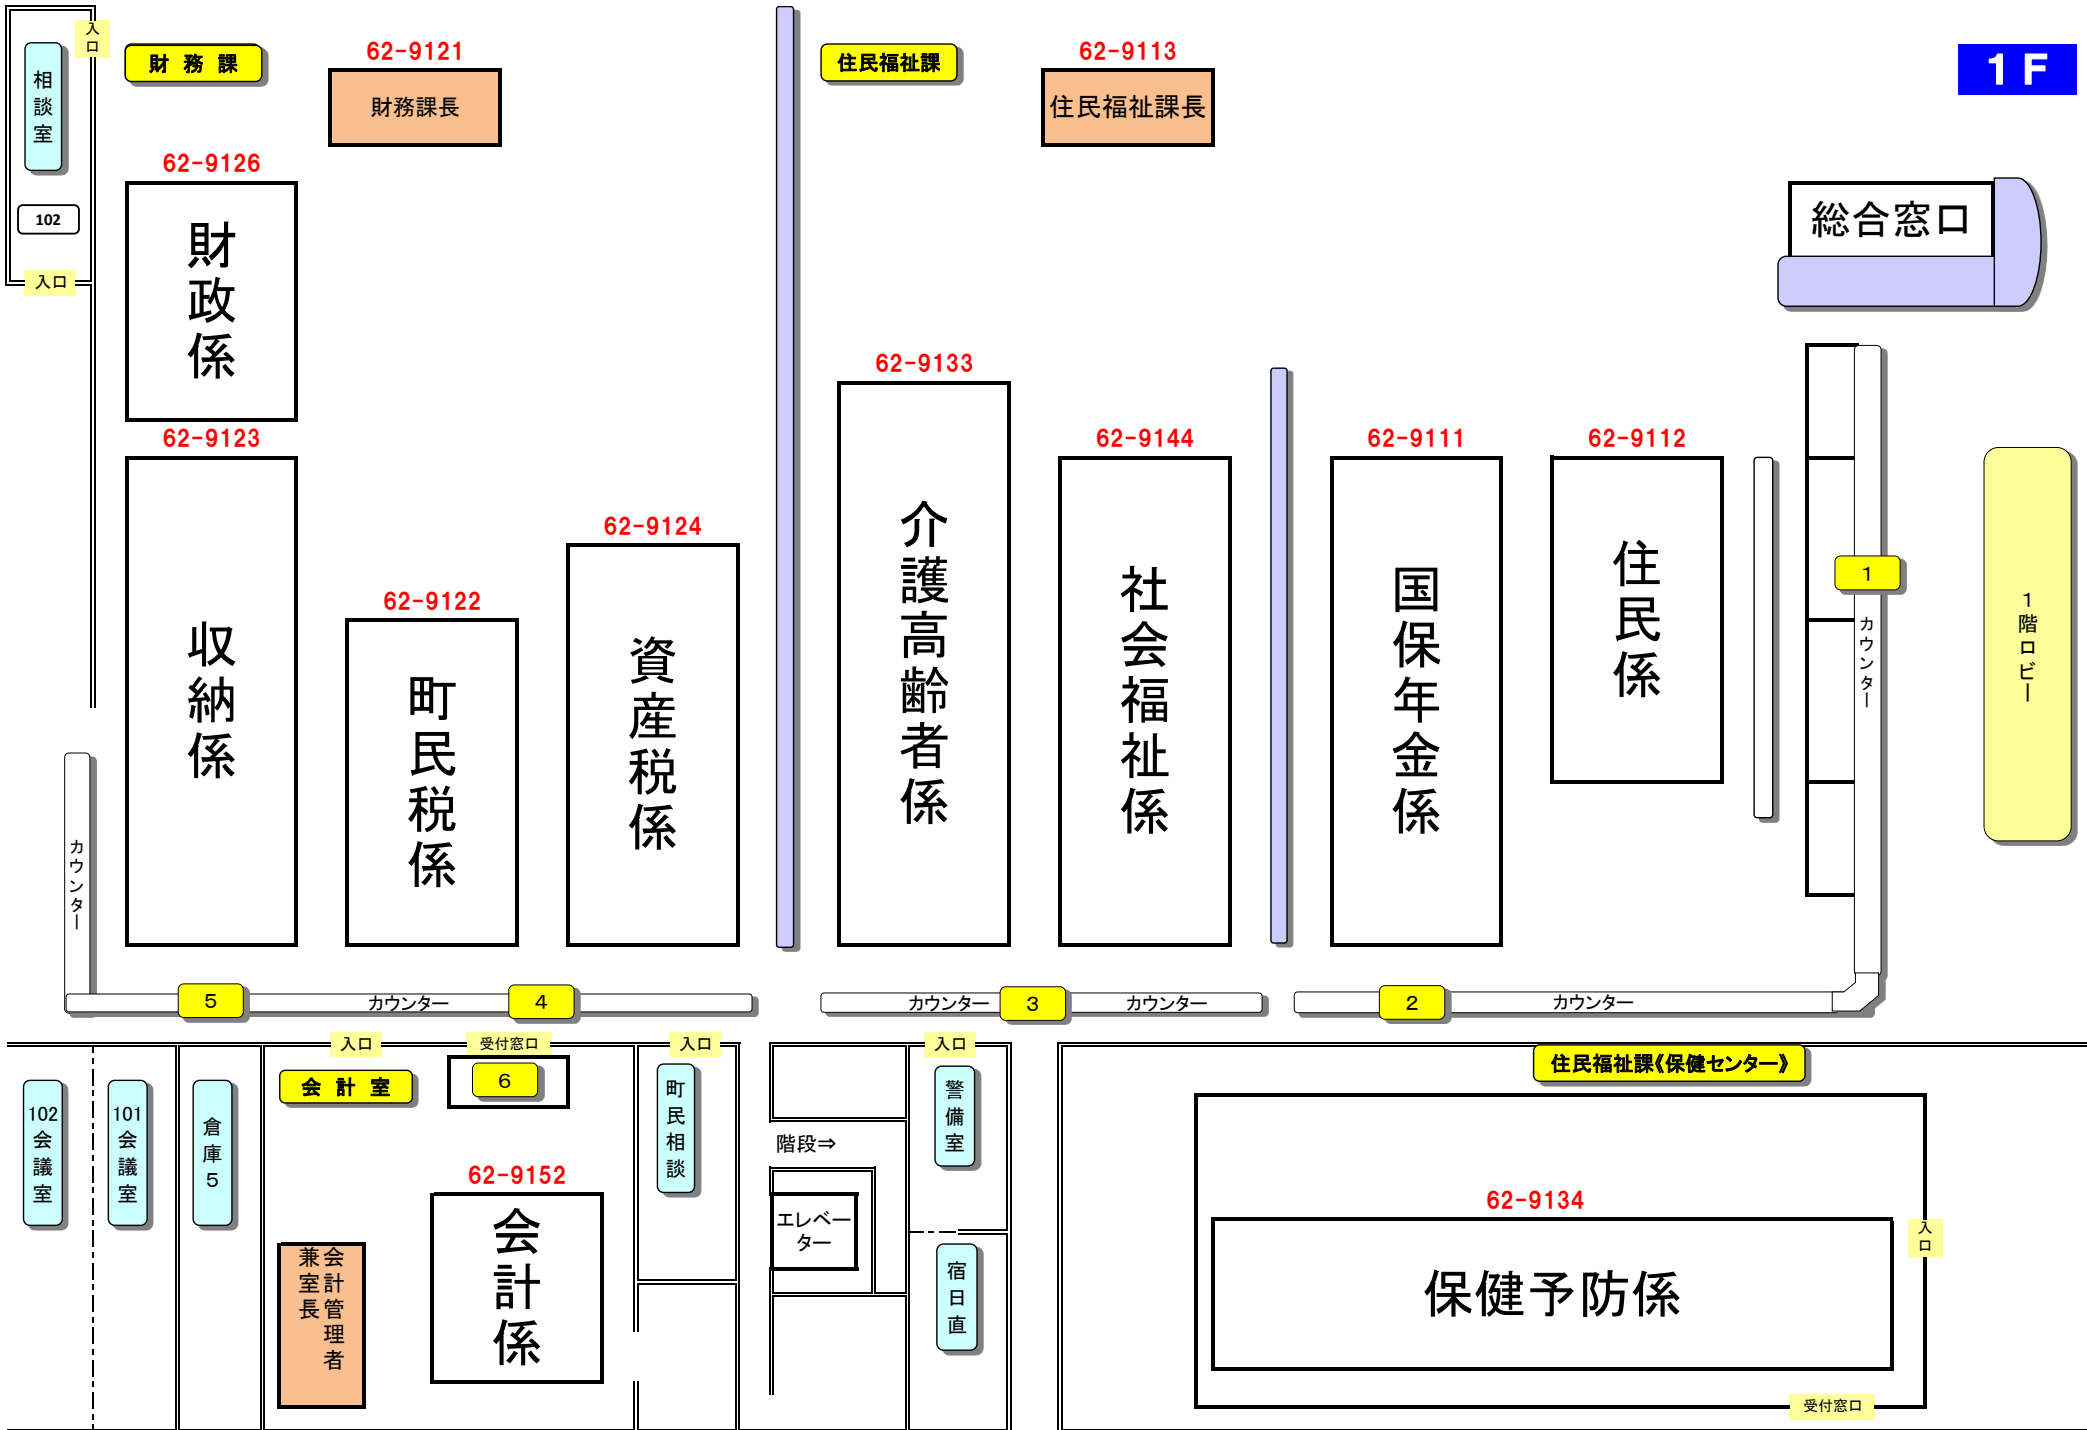 入口
相談室
102
入口
財 務 課
62-9121
財務課長
住民福祉課
62-9113
住民福祉課長
1F
62-9126
財政係
総合窓口
62-9123
収納係
62-9122
町民税係
62-9124
資産税係
62-9133
介護高齢者係
62-9144
社会福祉係
62-9111
国保年金係
62-9112
住民係
1
カウンター
1階ロビー
カウンター
5
カウンター
4
カウンター
3
カウンター
2
カウンター
入口
受付窓口
入口
入口
102会議室
101会議室
倉庫5
会 計 室
6
町民相談
階段⇒
警備室
住民福祉課《保健センター》
62-9152
会計係
会計管理者
兼室長
エレベー
ター
宿日直
62-9134
保健予防係
入口
受付窓口